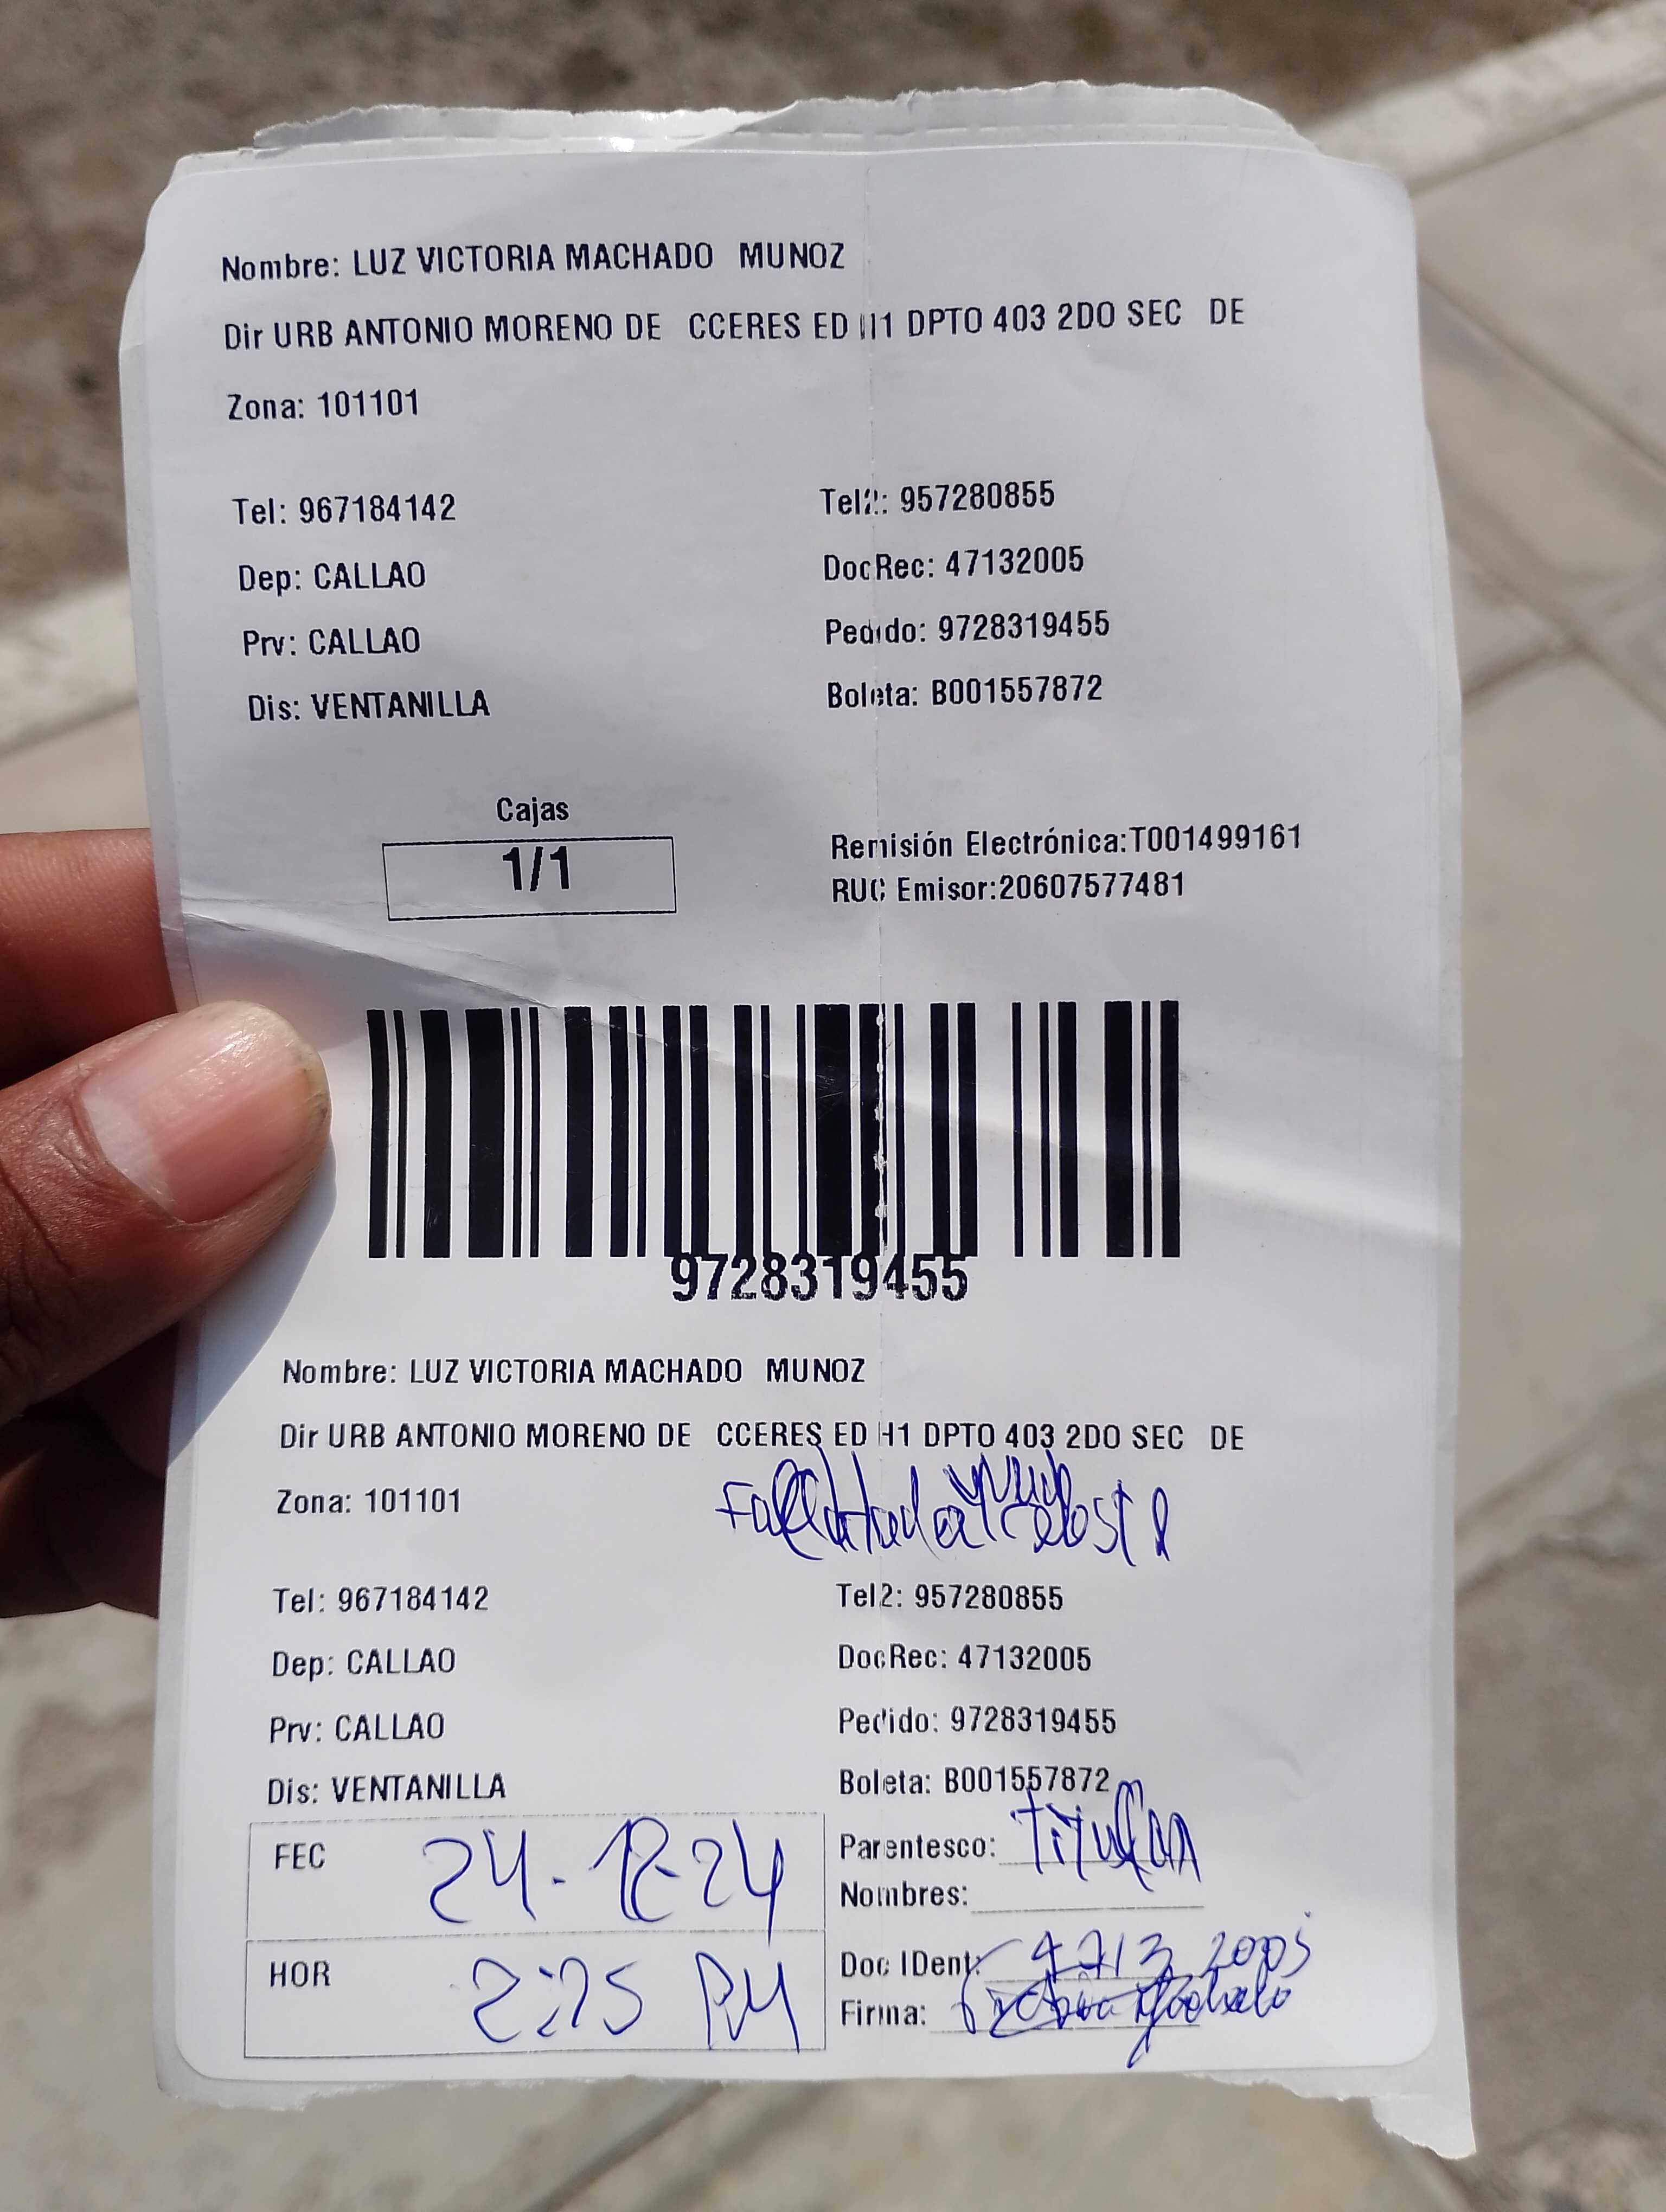 Nombre: LUZ VICTORIA MACHADO MUNOZ
Dir URB ANTONIO MORENO DE CCERES ED H1 DPTO 403 2DO SEC DE
Zona: 101101
Tel: 967184142 Tel2: 957280855
Dep: CALLAO DocRec: 47132005
Prv: CALLAO Pedido: 9728319455
Dis: VENTANILLA Boleta: B001557872
Cajas
1/1
Remisión Electrónica:T001499161
RUC Emisor:20607577481
9728319455
Nombre: LUZ VICTORIA MACHADO MUNOZ
Dir URB ANTONIO MORENO DE CCERES ED H1 DPTO 403 2DO SEC DE
Zona: 101101
Tel: 967184142 Tel2: 957280855
Dep: CALLAO DocRec: 47132005
Prv: CALLAO Pedido: 9728319455
Dis: VENTANILLA Boleta: B001557872
FEC 24-12-24
Parentesco: Titular
Nombres:
HOR PM
Doc IDent: 47132005
Firma: